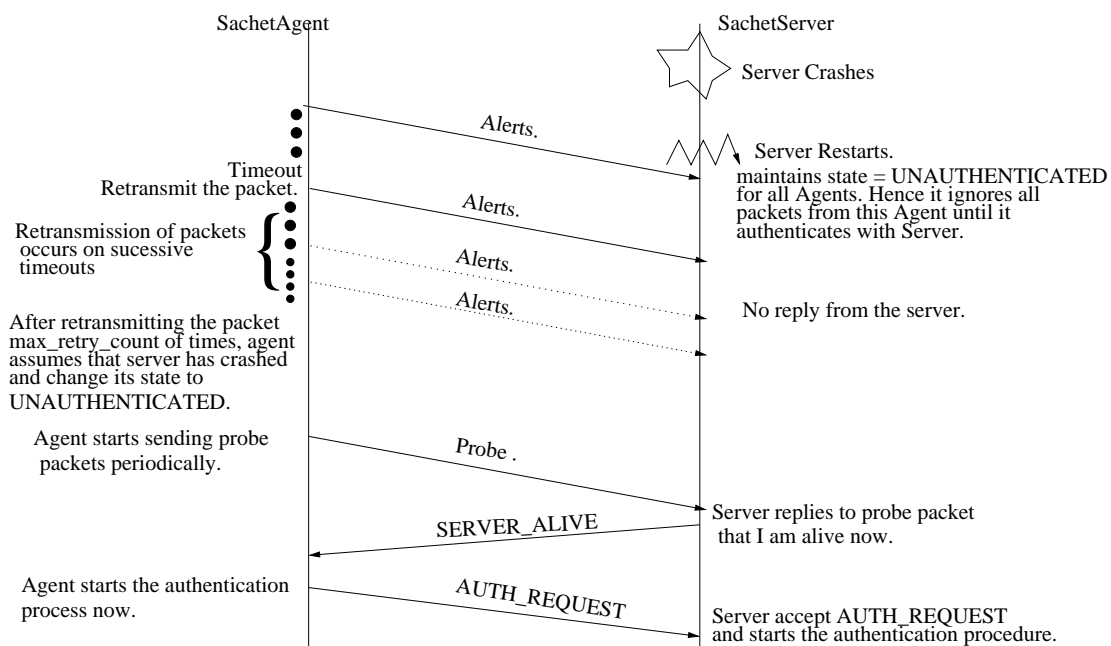 SachetAgent
SachetServer
Server Crashes
Alerts.
Server Restarts.
maintains state = UNAUTHENTICATED
for all Agents. Hence it ignores all
packets from this Agent until it
authenticates with Server.
Timeout
Retransmit the packet.
Alerts.
Retransmission of packets
occurs on sucessive
timeouts
{
Alerts.
Alerts.
No reply from the server.
After retransmitting the packet
max_retry_count of times, agent
assumes that server has crashed
and change its state to
UNAUTHENTICATED.
Agent starts sending probe
packets periodically.
Probe .
Server replies to probe packet
that I am alive now.
SERVER_ALIVE
Agent starts the authentication
process now.
AUTH_REQUEST
Server accept AUTH_REQUEST
and starts the authentication procedure.